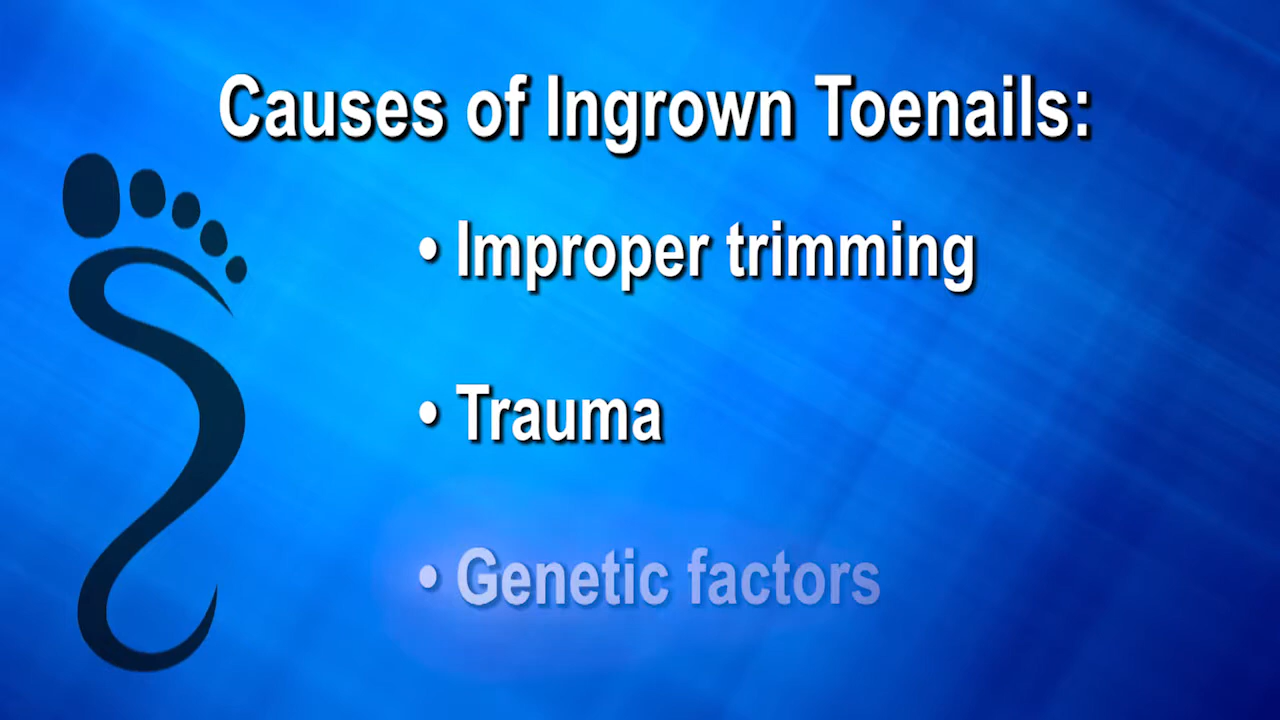 Causes of Ingrown Toenails:
• Improper trimming
• Trauma
• Genetic factors